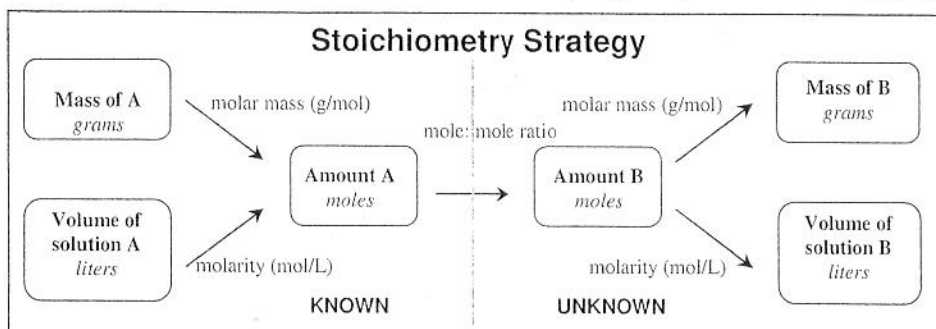 Stoichiometry Strategy
Mass of A
grams
molar mass (g/mol)
Volume of
solution A
liters
molarity (mol/L)
Amount A
moles
KNOWN
mole: mole ratio
Amount B
moles
UNKNOWN
molar mass (g/mol)
Mass of B
grams
molarity (mol/L)
Volume of
solution B
liters